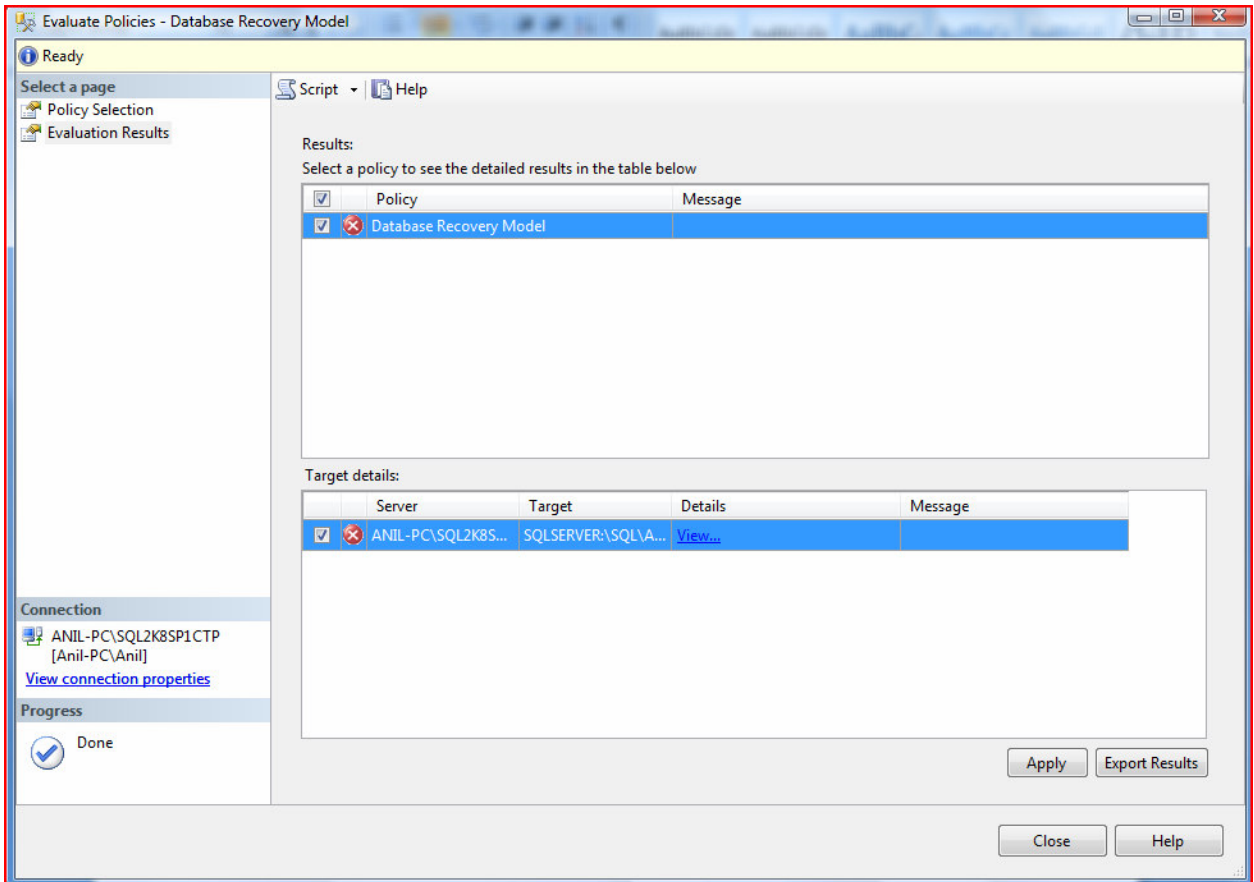 Evaluate Policies - Database Recovery Model
Ready
Select a page
Policy Selection
Evaluation Results
Script
Help
Results:
Select a policy to see the detailed results in the table below
Policy Message
Database Recovery Model
Target details:
Server Target Details Message
ANIL-PC\SQL2K8S... SQLSERVER:\SQL\A... View...
Connection
ANIL-PC\SQL2K8SP1CTP
[Anil-PC\Anil]
View connection properties
Progress
Done
Apply Export Results
Close Help